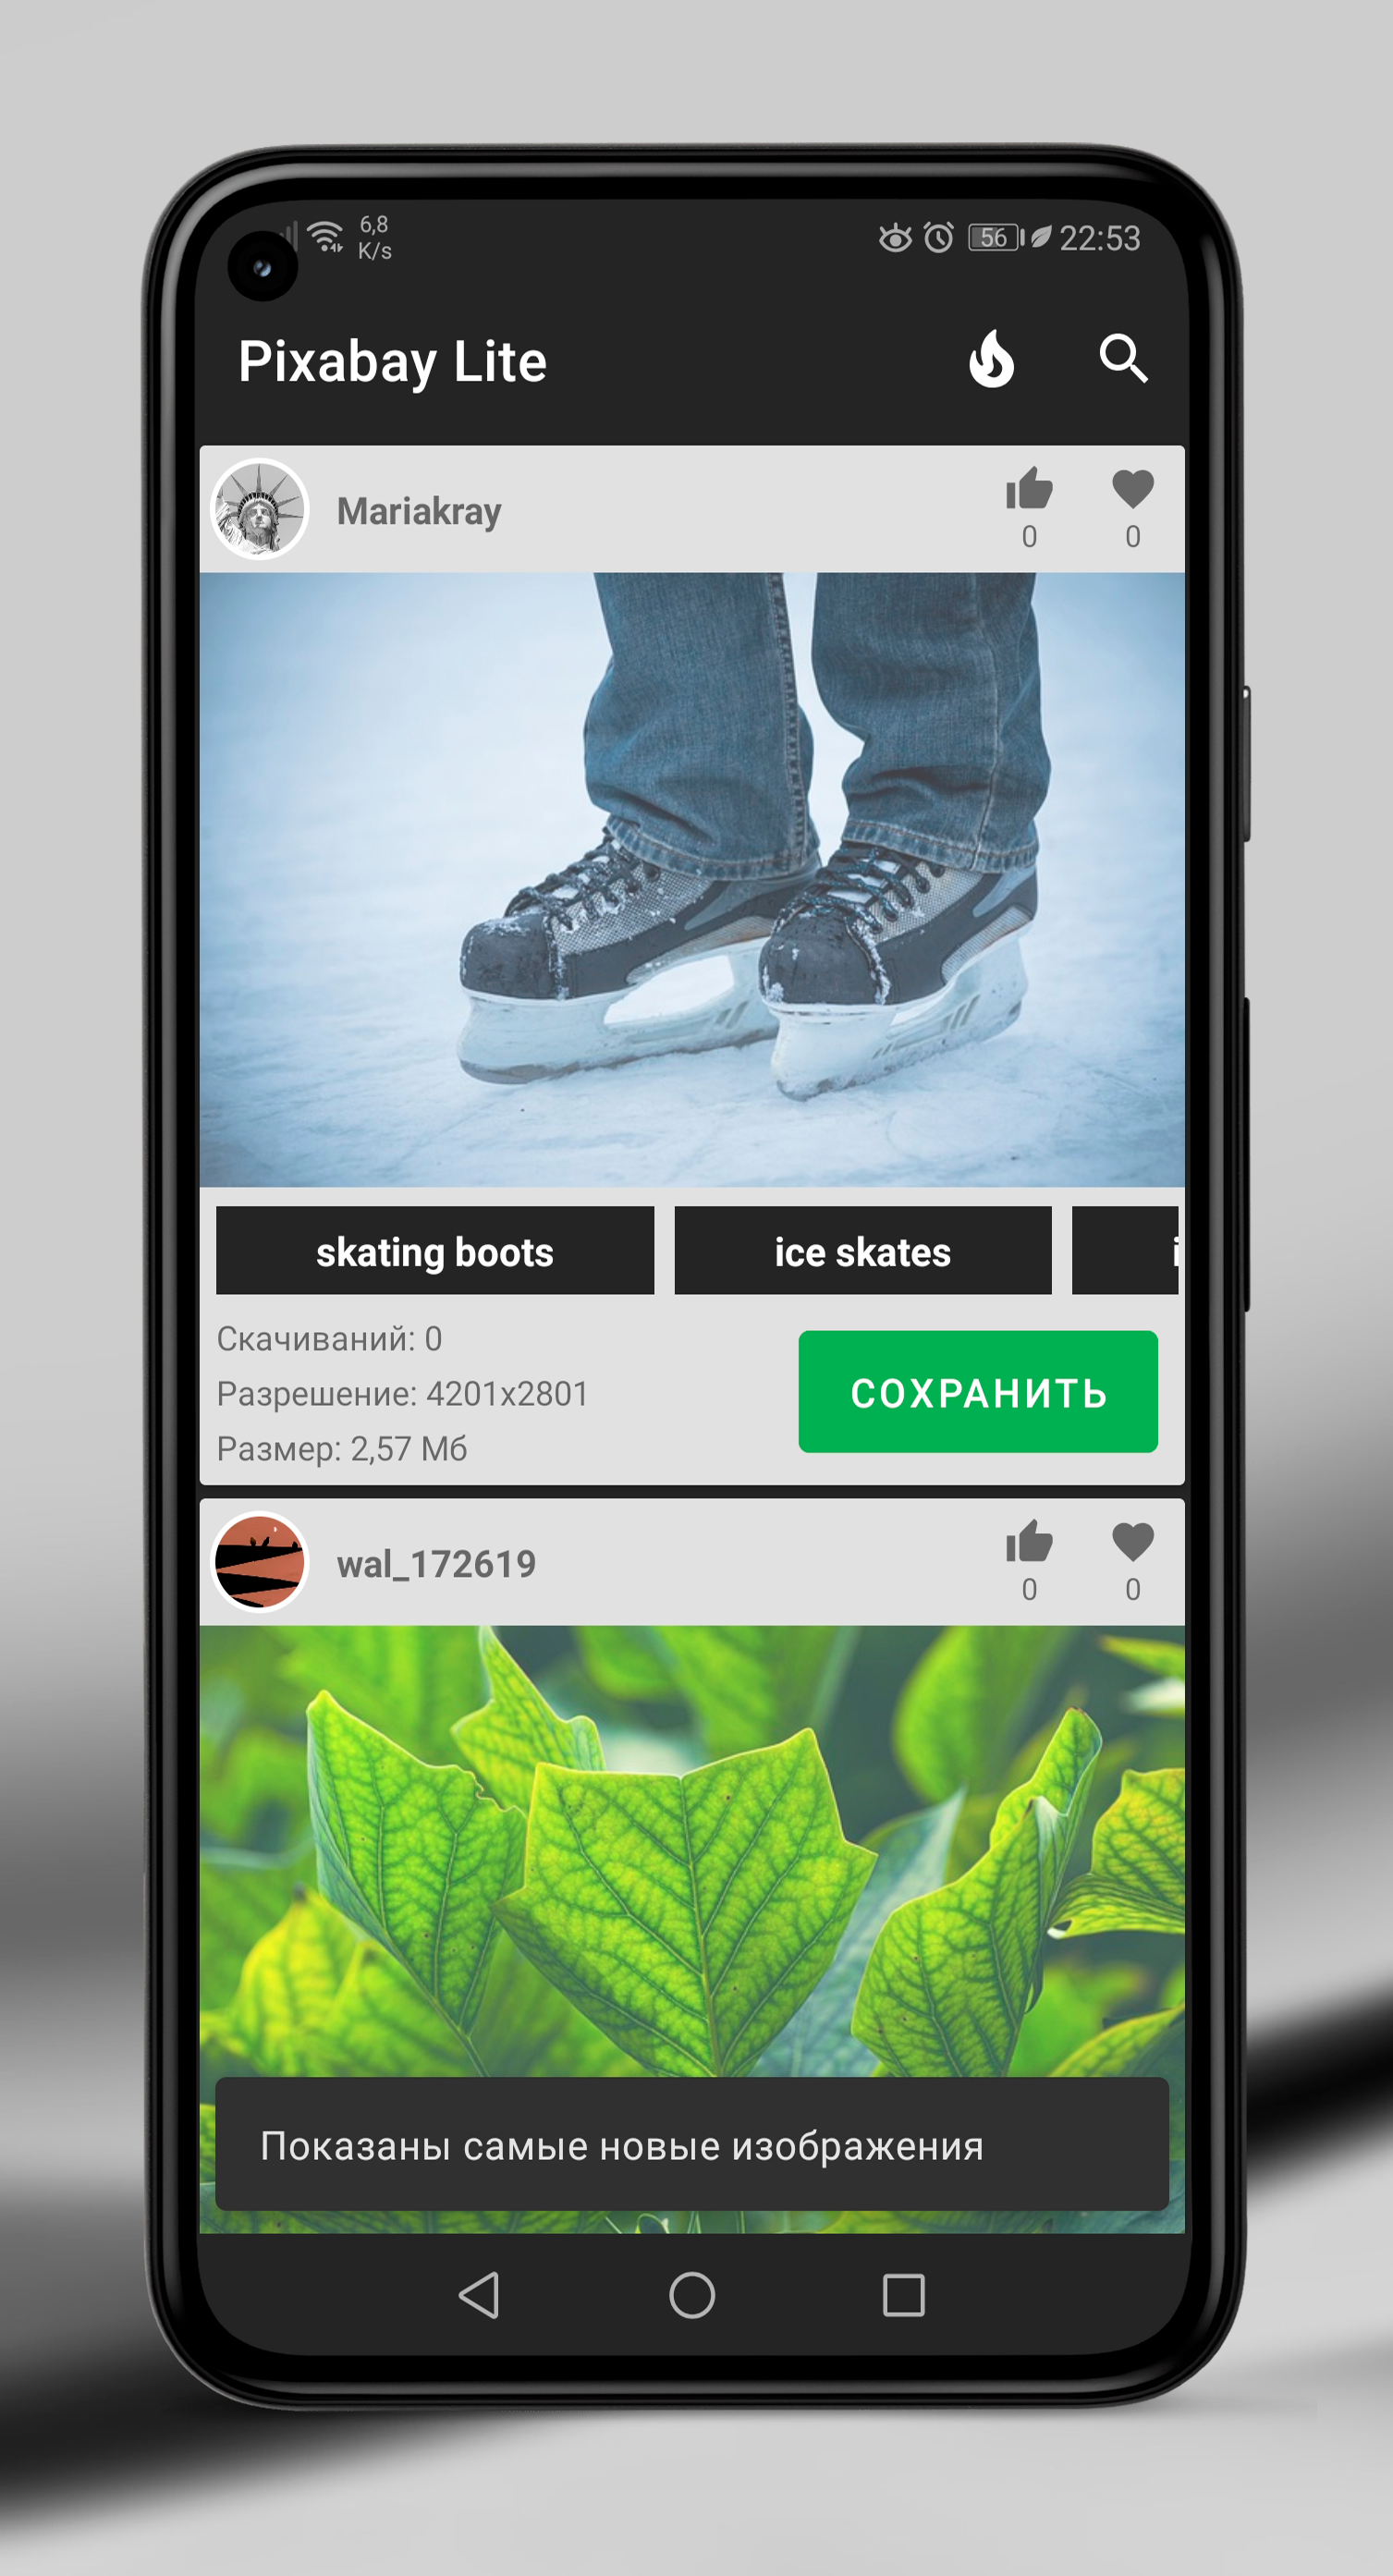 6,8
K/s
56
22:53
Pixabay Lite
Mariakray
0
0
skating boots
ice skates
Скачиваний: 0
Разрешение: 4201x2801
СОХРАНИТЬ
Размер: 2,57 Мб
wal_172619
0
0
Показаны самые новые изображения